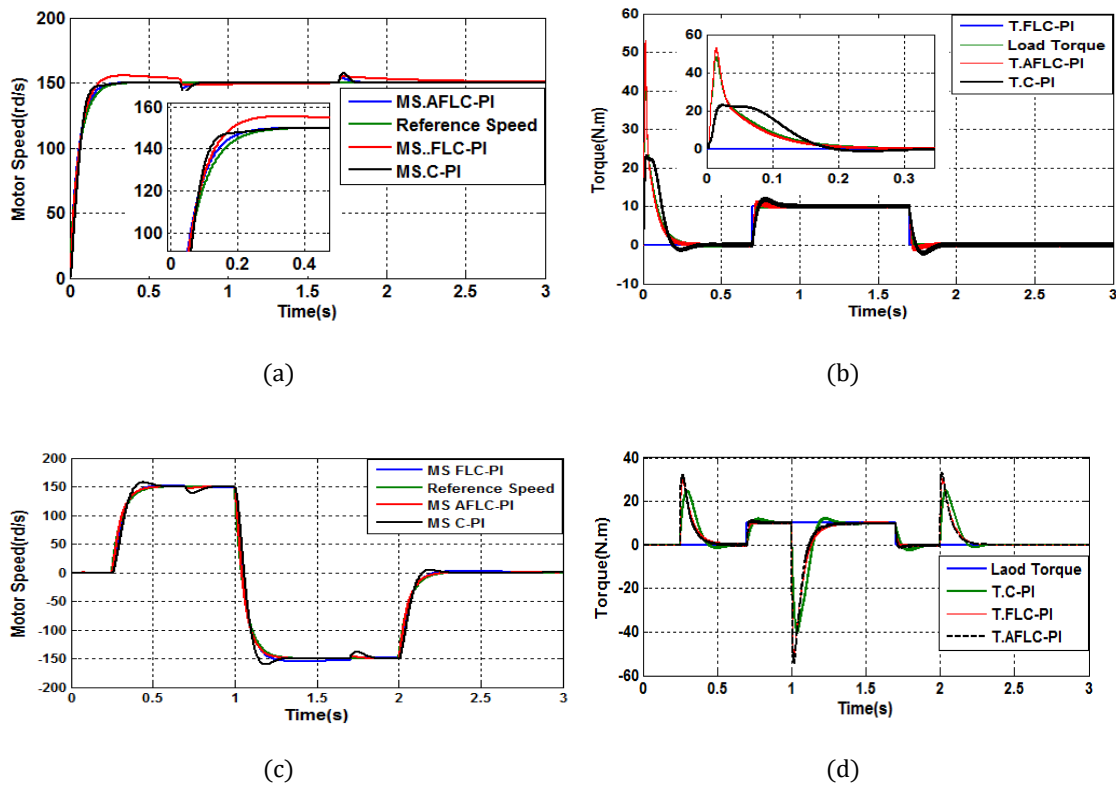 200
150
100
50
0
Motor Speed(rd/s)
160
140
120
100
0
0.2
0.4
MS.AFLC-PI
Reference Speed
MS..FLC-PI
MS.C-PI
0 0.5 1 1.5 2 2.5 3
Time(s)
(a)
60
50
40
30
20
10
0
-10
Torque(N.m)
60
40
20
0
0 0.1 0.2 0.3
T.FLC-PI
Load Torque
T.AFLC-PI
T.C-PI
0 0.5 1 1.5 2 2.5 3
Time(s)
(b)
200
150
100
50
0
-50
-100
-150
-200
Motor Speed(rd/s)
MS FLC-PI
Reference Speed
MS AFLC-PI
MS C-PI
0 0.5 1 1.5 2 2.5 3
Time(s)
(c)
40
20
0
-20
-40
-60
Torque(N.m)
Laod Torque
T.C-PI
T.FLC-PI
T.AFLC-PI
0 0.5 1 1.5 2 2.5 3
Time(s)
(d)